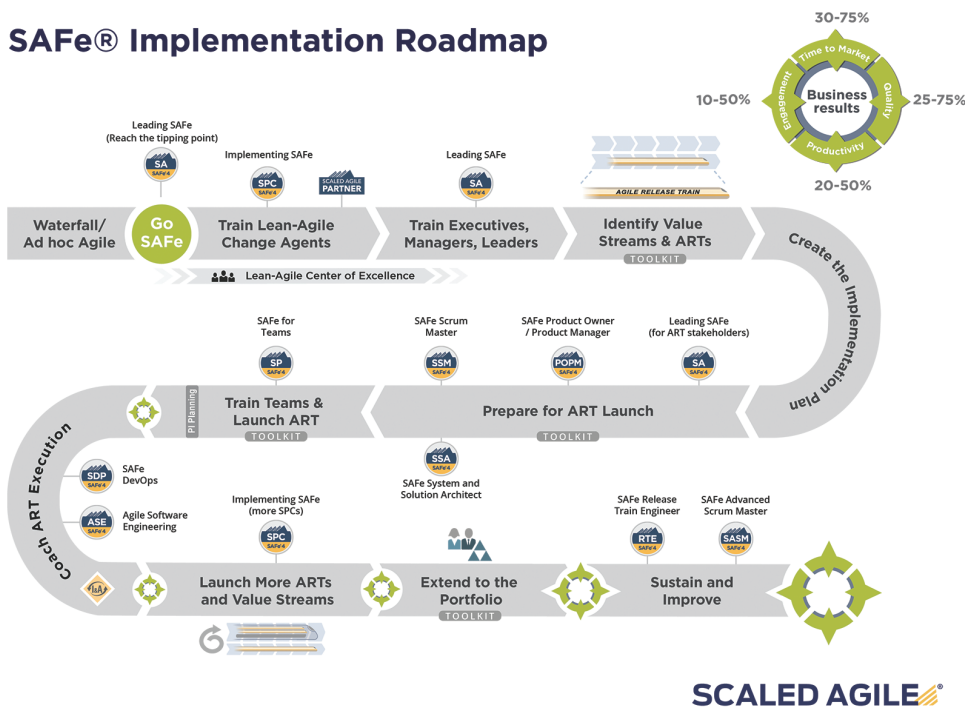 SAFe® Implementation Roadmap
30-75%
Time to Market
10-50%
Engagement
Business
results
Quality
25-75%
Productivity
20-50%
Leading SAFe
(Reach the tipping point)
SA
SAFe® 4
Implementing SAFe
SPC
SAFe® 4
SCALED AGILE
PARTNER
Leading SAFe
SA
SAFe® 4
AGILE RELEASE TRAIN
Waterfall/
Ad hoc Agile
Go
SAFe
Train Lean-Agile
Change Agents
Train Executives,
Managers, Leaders
Identify Value
Streams & ARTs
TOOLKIT
Create the Implementation Plan
Lean-Agile Center of Excellence
SAFe for
Teams
SP
SAFe® 4
SAFe Scrum
Master
SSM
SAFe® 4
SAFe Product Owner
/ Product Manager
POPM
SAFe® 4
Leading SAFe
(for ART stakeholders)
SA
SAFe® 4
PI Planning
Train Teams &
Launch ART
TOOLKIT
Prepare for ART Launch
TOOLKIT
SSA
SAFe® 4
SAFe System and
Solution Architect
Coach ART Execution
SDP
SAFe® 4
SAFe
DevOps
ASE
SAFe® 4
Agile Software
Engineering
I&A
Implementing SAFe
(more SPCs)
SPC
SAFe® 4
SAFe Release
Train Engineer
RTE
SAFe® 4
SAFe Advanced
Scrum Master
SASM
SAFe® 4
Launch More ARTs
and Value Streams
Extend to the
Portfolio
TOOLKIT
Sustain and
Improve
SCALED AGILE®